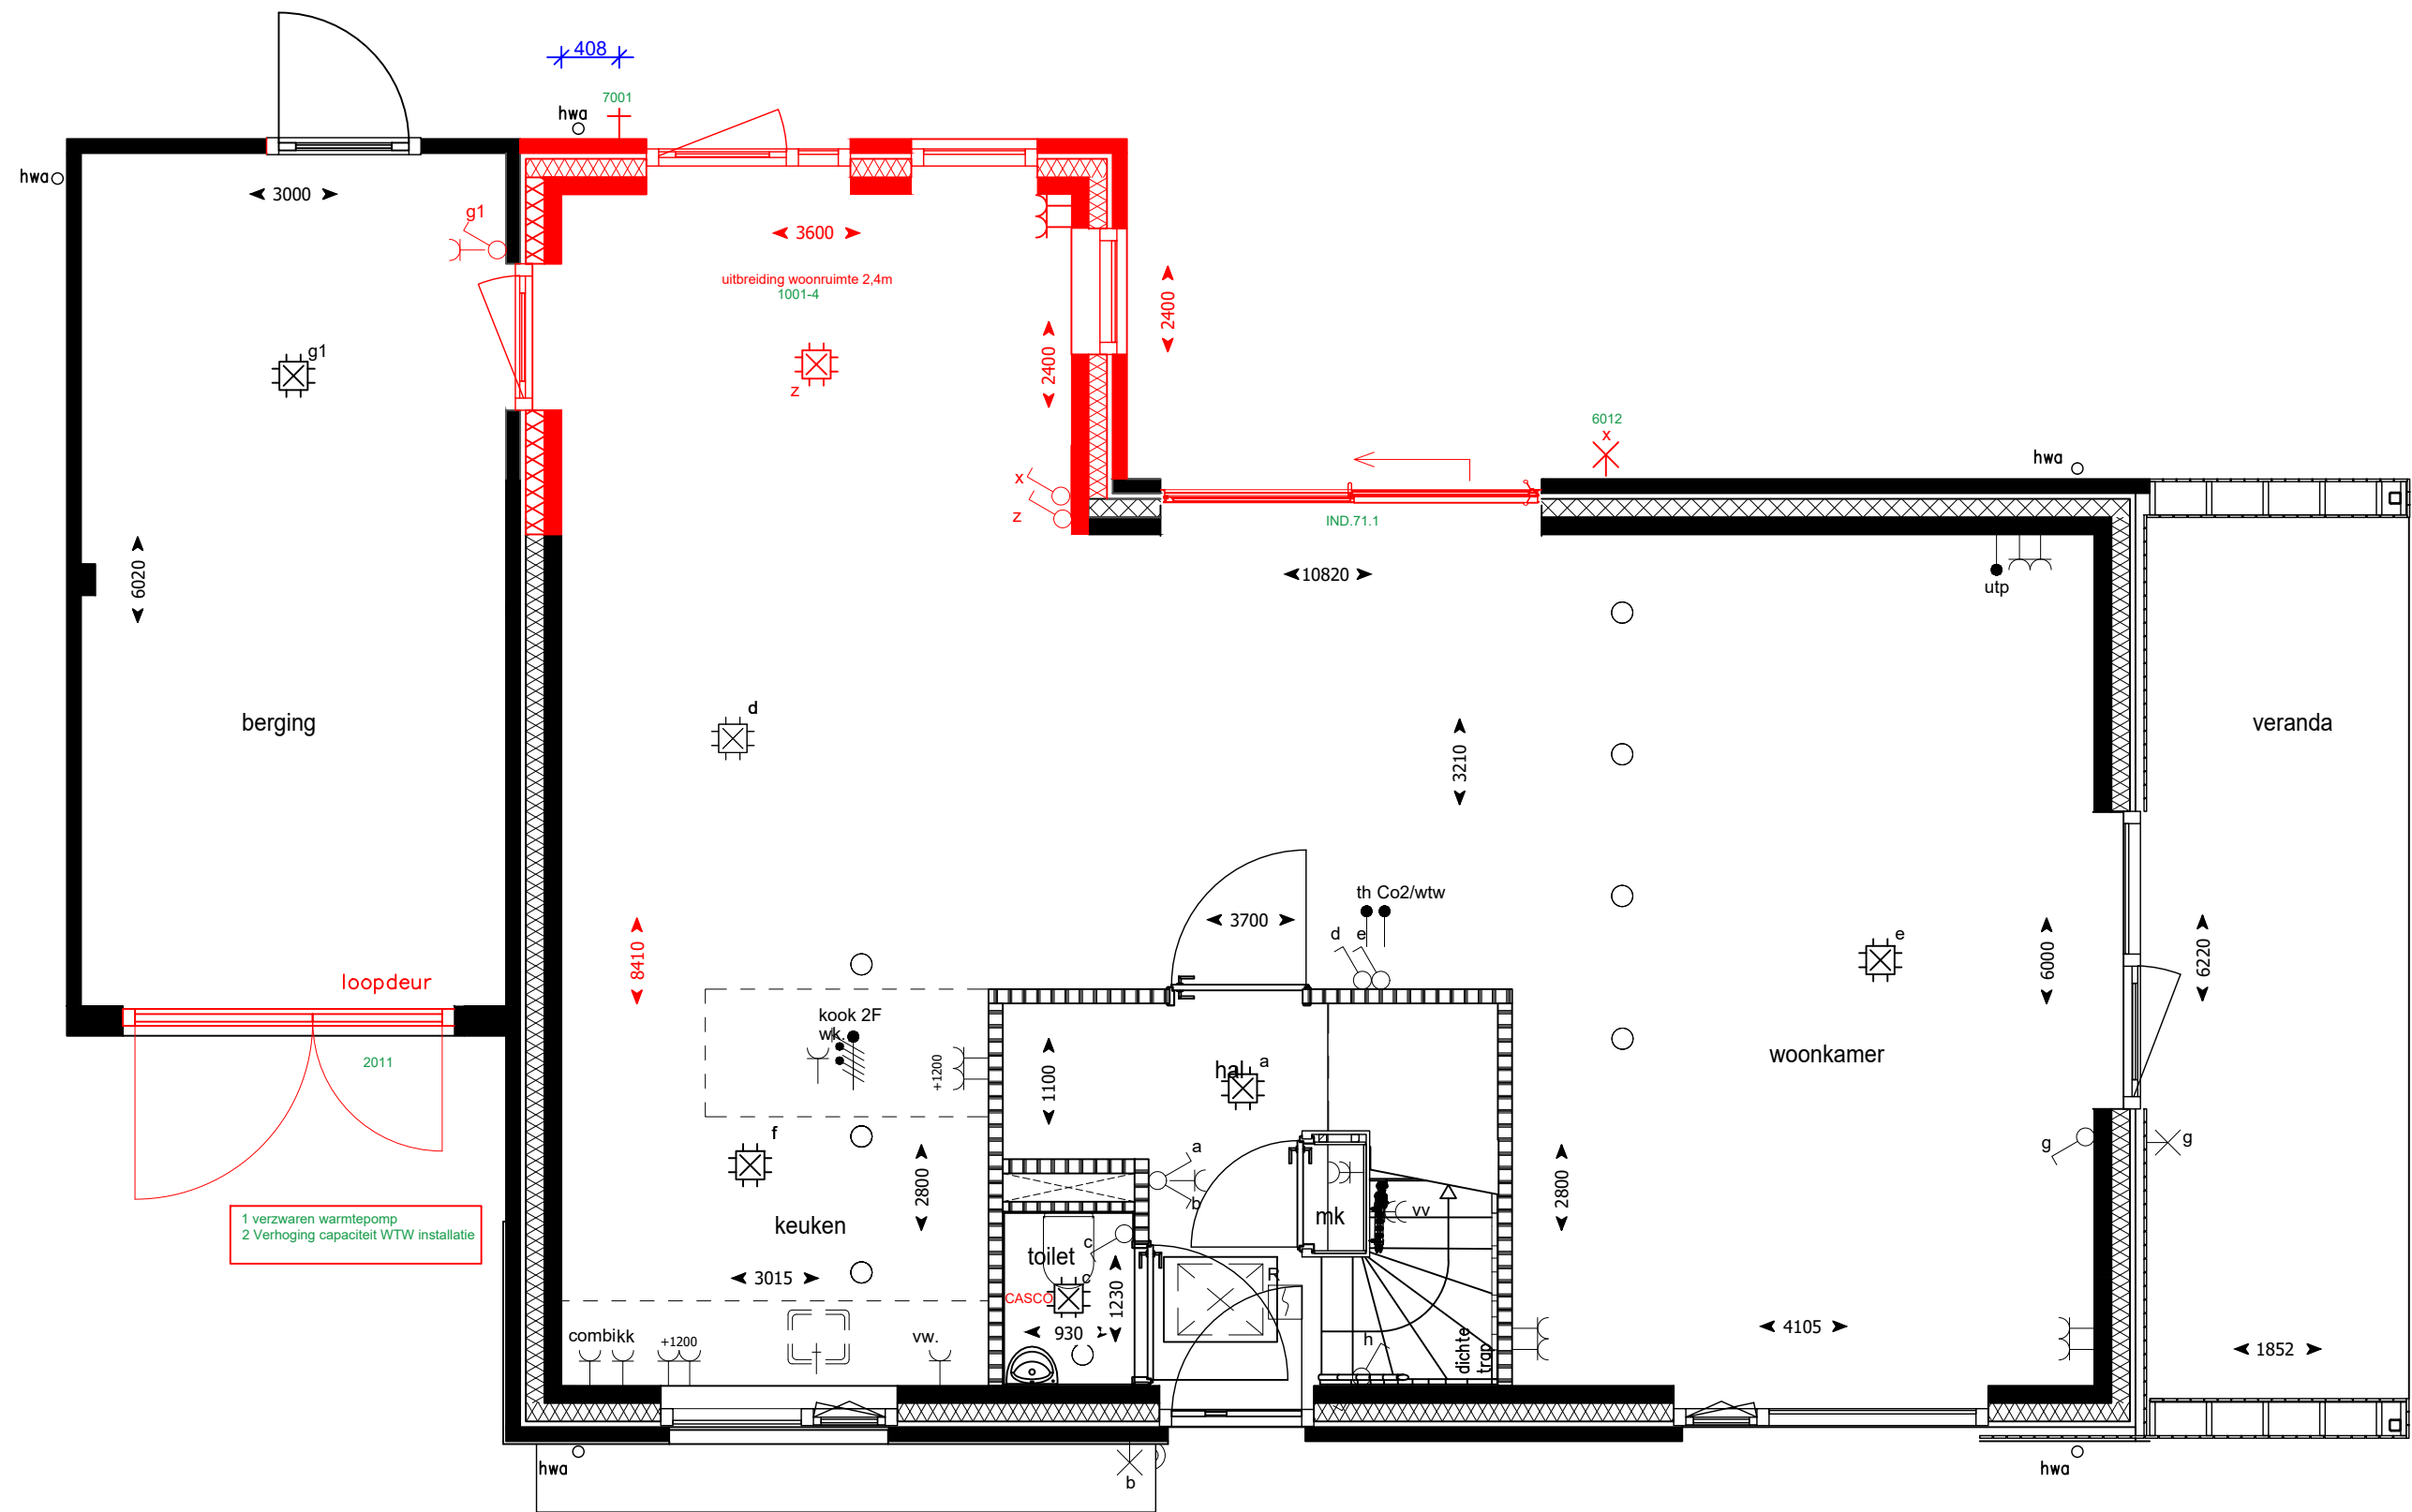 408
7001
hwa
hwa
3000
g1
3600
uitbreiding woonruimte 2,4m
1001-4
2400
2400
g1
z
6012
x
hwa
x
z
IND.71.1
6020
10820
utp
berging
d
3210
veranda
th Co2/wtw
3700
d
e
e
8410
6000
6220
loopdeur
kook 2F
wk.
2011
+1200
1100
hal
a
woonkamer
f
a
g
g
2800
b
2800
1 verzwaren warmtepomp
2 Verhoging capaciteit WTW installatie
keuken
mk
vv
toilet
c
c
R
3015
CASCO
1230
930
combikk
+1200
vw.
h
dichte
trap
4105
1852
hwa
b
hwa